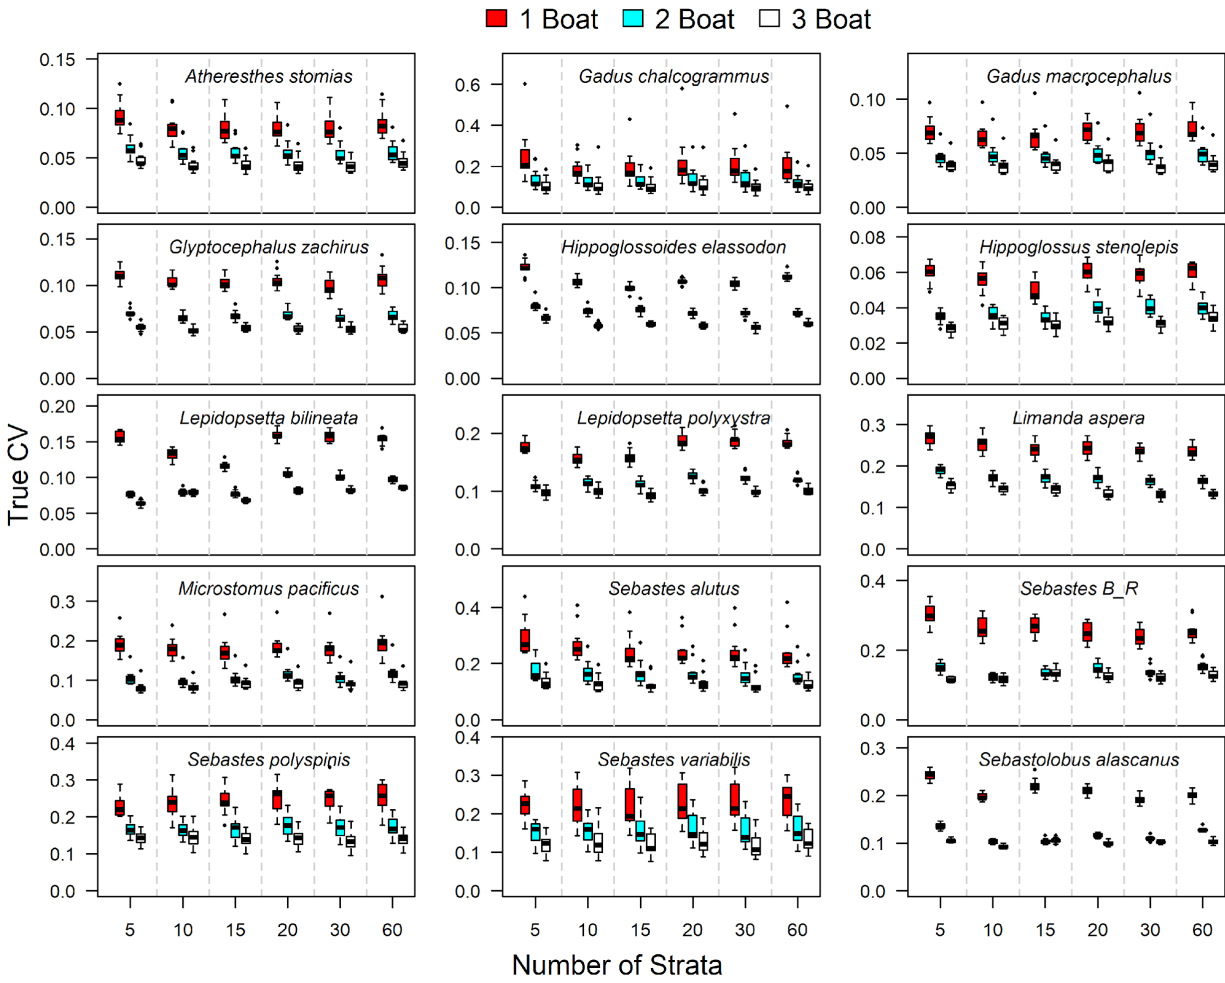 1 Boat 2 Boat 3 Boat
Atheresthes stomias Gadus chalcogrammus Gadus macrocephalus
0.15 0.10 0.05 0.00
0.6 0.4 0.2 0.0
0.10 0.05 0.00
Glyptocephalus zachirus Hippoglossoides elassodon Hippoglossus stenolepis
0.15 0.10 0.05 0.00
0.15 0.10 0.05 0.00
0.08 0.06 0.04 0.02 0.00
Lepidopsetta bilineata Lepidopsetta polyxystra Limanda aspera
0.20 0.15 0.10 0.05 0.00
0.2 0.1 0.0
0.3 0.2 0.1 0.0
Microstomus pacificus Sebastes alutus Sebastes B_R
0.3 0.2 0.1 0.0
0.4 0.2 0.0
0.4 0.3 0.2 0.1 0.0
Sebastes polyspinis Sebastes variabilis Sebastolobus alascanus
0.4 0.3 0.2 0.1 0.0
0.4 0.3 0.2 0.1 0.0
0.3 0.2 0.1 0.0
5 10 15 20 30 60 5 10 15 20 30 60 5 10 15 20 30 60
True CV
Number of Strata